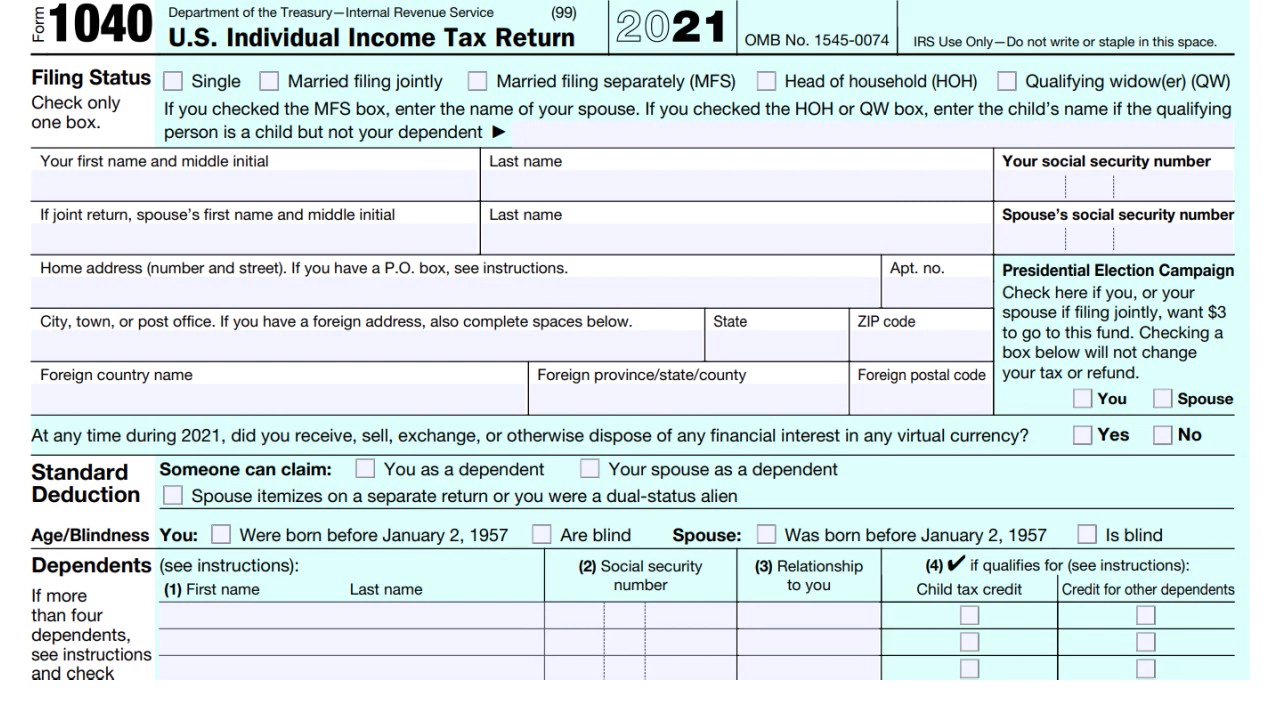 Form 1040 Department of the Treasury—Internal Revenue Service (99)
U.S. Individual Income Tax Return
2021
OMB No. 1545-0074
IRS Use Only—Do not write or staple in this space.
Filing Status
Check only
one box.
Single Married filing jointly Married filing separately (MFS) Head of household (HOH) Qualifying widow(er) (QW)
If you checked the MFS box, enter the name of your spouse. If you checked the HOH or QW box, enter the child’s name if the qualifying
person is a child but not your dependent ▶
Your first name and middle initial
Last name
Your social security number
If joint return, spouse’s first name and middle initial
Last name
Spouse’s social security number
Home address (number and street). If you have a P.O. box, see instructions.
Apt. no.
City, town, or post office. If you have a foreign address, also complete spaces below.
State
ZIP code
Foreign country name
Foreign province/state/county
Foreign postal code
Presidential Election Campaign
Check here if you, or your
spouse if filing jointly, want $3
to go to this fund. Checking a
box below will not change
your tax or refund.
You Spouse
At any time during 2021, did you receive, sell, exchange, or otherwise dispose of any financial interest in any virtual currency? Yes No
Standard
Deduction
Someone can claim: You as a dependent Your spouse as a dependent
Spouse itemizes on a separate return or you were a dual-status alien
Age/Blindness You: Were born before January 2, 1957 Are blind Spouse: Was born before January 2, 1957 Is blind
Dependents (see instructions):
If more
than four
dependents,
see instructions
and check
(1) First name Last name
(2) Social security
number
(3) Relationship
to you
(4) ✔ if qualifies for (see instructions):
Child tax credit Credit for other dependents